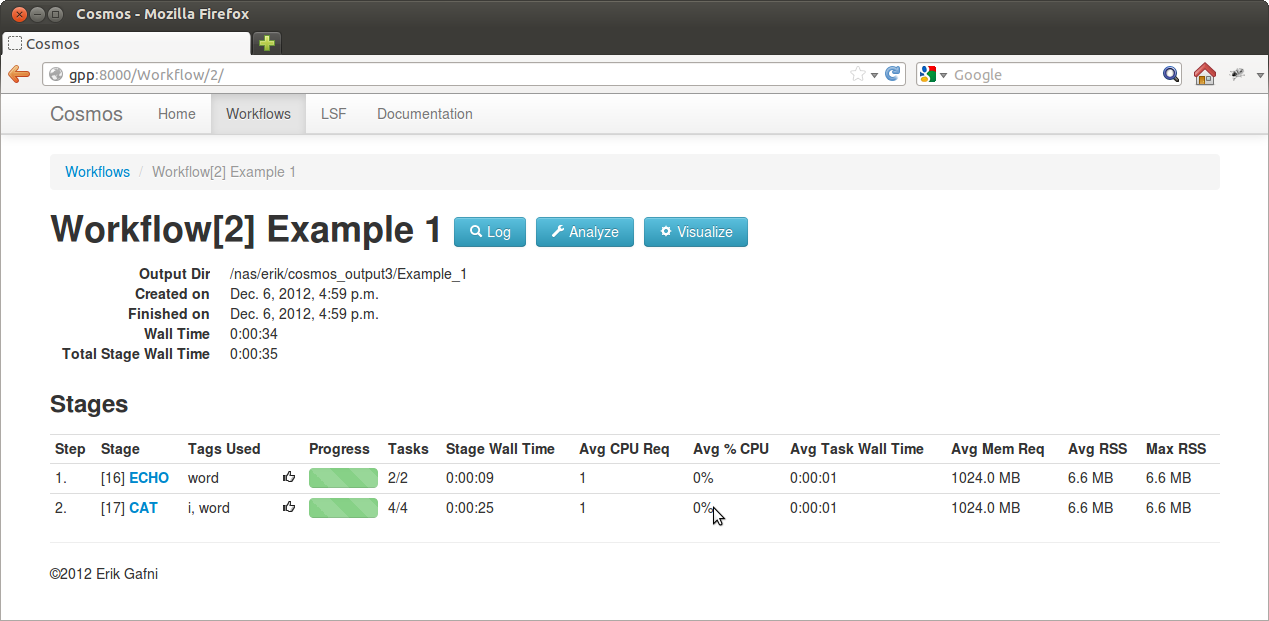 Cosmos - Mozilla Firefox
Cosmos
gpp:8000/Workflow/2/ Google
Cosmos Home Workflows LSF Documentation
Workflows / Workflow[2] Example 1
Workflow[2] Example 1 Log Analyze Visualize
Output Dir /nas/erik/cosmos_output3/Example_1
Created on Dec. 6, 2012, 4:59 p.m.
Finished on Dec. 6, 2012, 4:59 p.m.
Wall Time 0:00:34
Total Stage Wall Time 0:00:35
Stages
Step Stage Tags Used Progress Tasks Stage Wall Time Avg CPU Req Avg % CPU Avg Task Wall Time Avg Mem Req Avg RSS Max RSS
1. [16] ECHO word 2/2 0:00:09 1 0% 0:00:01 1024.0 MB 6.6 MB 6.6 MB
2. [17] CAT i, word 4/4 0:00:25 1 0% 0:00:01 1024.0 MB 6.6 MB 6.6 MB
©2012 Erik Gafni